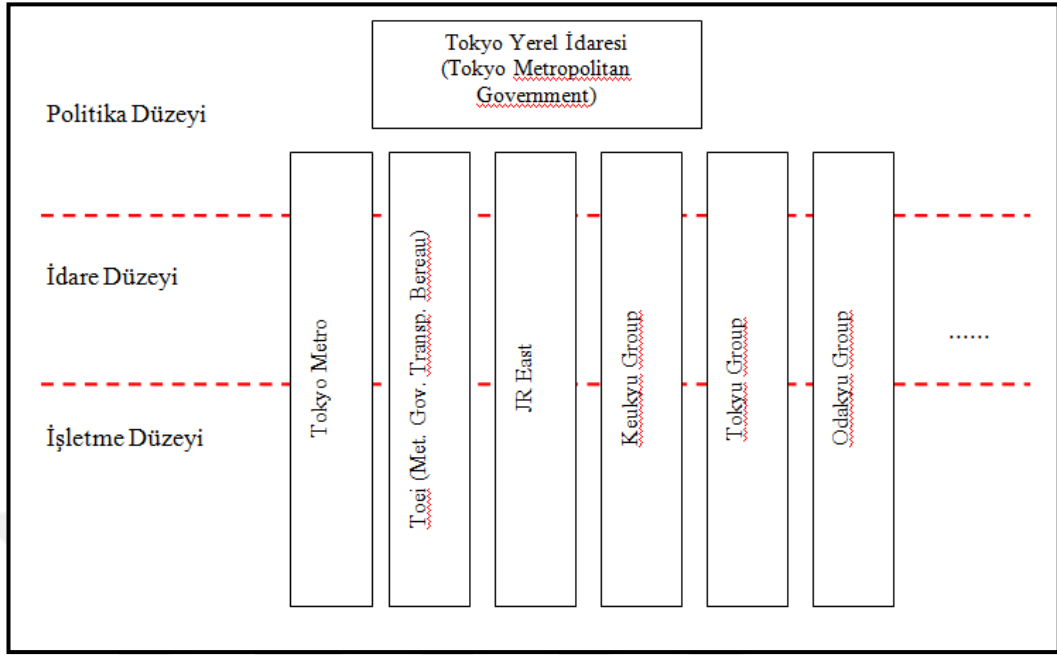 Tokyo Yerel İdaresi
(Tokyo Metropolitan
Government)
Politika Düzeyi
İdare Düzeyi
İşletme Düzeyi
Tokyo Metro
Toei (Met. Gov. Transp. Bereau)
JR East
Keukyu Group
Tokyu Group
Odakyu Group
......